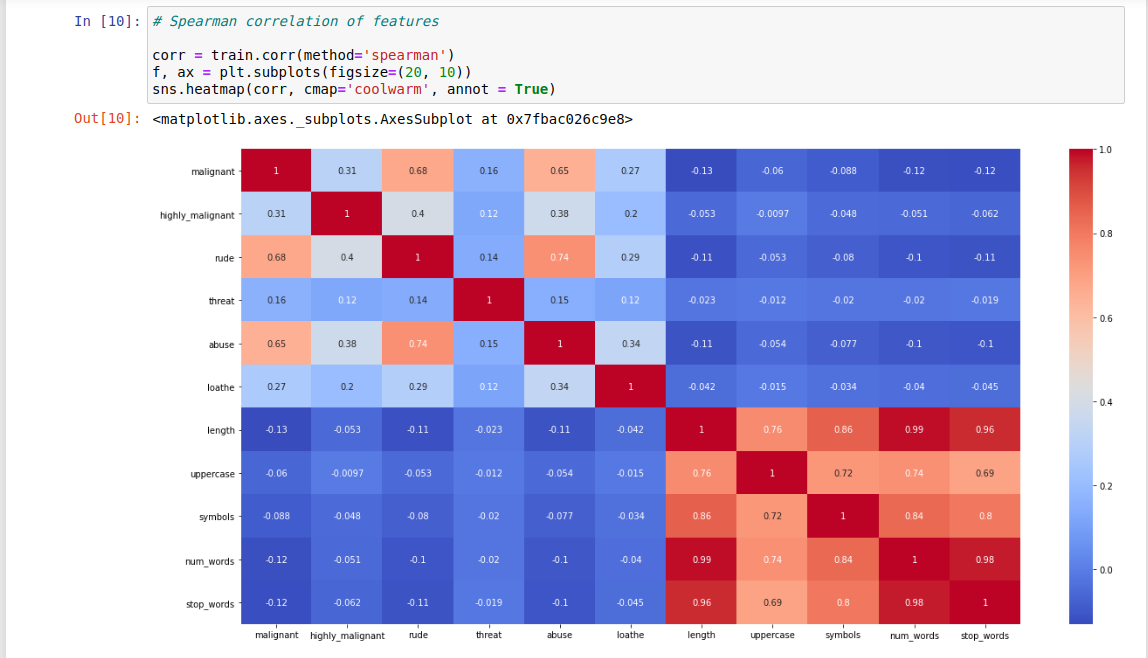 In [10]: # Spearman correlation of features
corr = train.corr(method='spearman')
f, ax = plt.subplots(figsize=(20, 10))
sns.heatmap(corr, cmap='coolwarm', annot = True)
Out[10]: <matplotlib.axes._subplots.AxesSubplot at 0x7fbac026c9e8>
malignant 1 0.31 0.68 0.16 0.65 0.27 -0.13 -0.06 -0.088 -0.12 -0.12
highly_malignant 0.31 1 0.4 0.12 0.38 0.2 -0.053 -0.0097 -0.048 -0.051 -0.062
rude 0.68 0.4 1 0.14 0.74 0.29 -0.11 -0.053 -0.08 -0.1 -0.11
threat 0.16 0.12 0.14 1 0.15 0.12 -0.023 -0.012 -0.02 -0.02 -0.019
abuse 0.65 0.38 0.74 0.15 1 0.34 -0.11 -0.054 -0.077 -0.1 -0.1
loathe 0.27 0.2 0.29 0.12 0.34 1 -0.042 -0.015 -0.034 -0.04 -0.045
length -0.13 -0.053 -0.11 -0.023 -0.11 -0.042 1 0.76 0.86 0.99 0.96
uppercase -0.06 -0.0097 -0.053 -0.012 -0.054 -0.015 0.76 1 0.72 0.74 0.69
symbols -0.088 -0.048 -0.08 -0.02 -0.077 -0.034 0.86 0.72 1 0.84 0.8
num_words -0.12 -0.051 -0.1 -0.02 -0.1 -0.04 0.99 0.74 0.84 1 0.98
stop_words -0.12 -0.062 -0.11 -0.019 -0.1 -0.045 0.96 0.69 0.8 0.98 1
malignant highly_malignant rude threat abuse loathe length uppercase symbols num_words stop_words
1.0
0.8
0.6
0.4
0.2
0.0